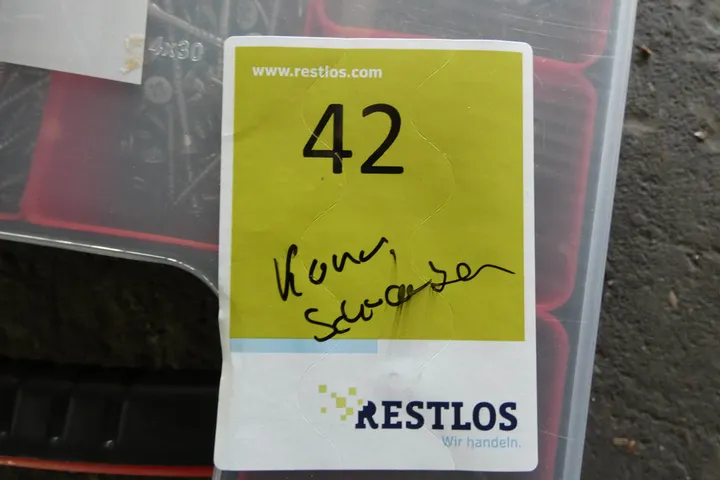 4x30
www.restlos.com
42
Schrauben
RESTLOS
Wir handeln.